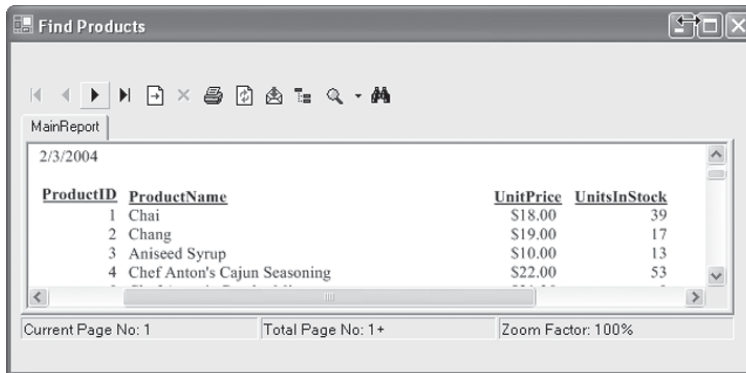 Find Products
MainReport
2/3/2004
ProductID ProductName UnitPrice UnitsInStock
1 Chai $18.00 39
2 Chang $19.00 17
3 Aniseed Syrup $10.00 13
4 Chef Anton's Cajun Seasoning $22.00 53
Current Page No: 1 Total Page No: 1+ Zoom Factor: 100%